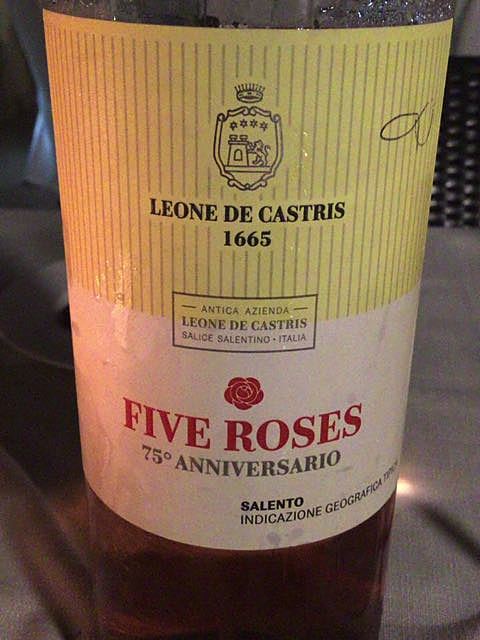 LEONE DE CASTRIS
1665
ANTICA AZIENDA
LEONE DE CASTRIS
SALICE SALENTINO • ITALIA
FIVE ROSES
75° ANNIVERSARIO
SALENTO
INDICAZIONE GEOGRAFICA